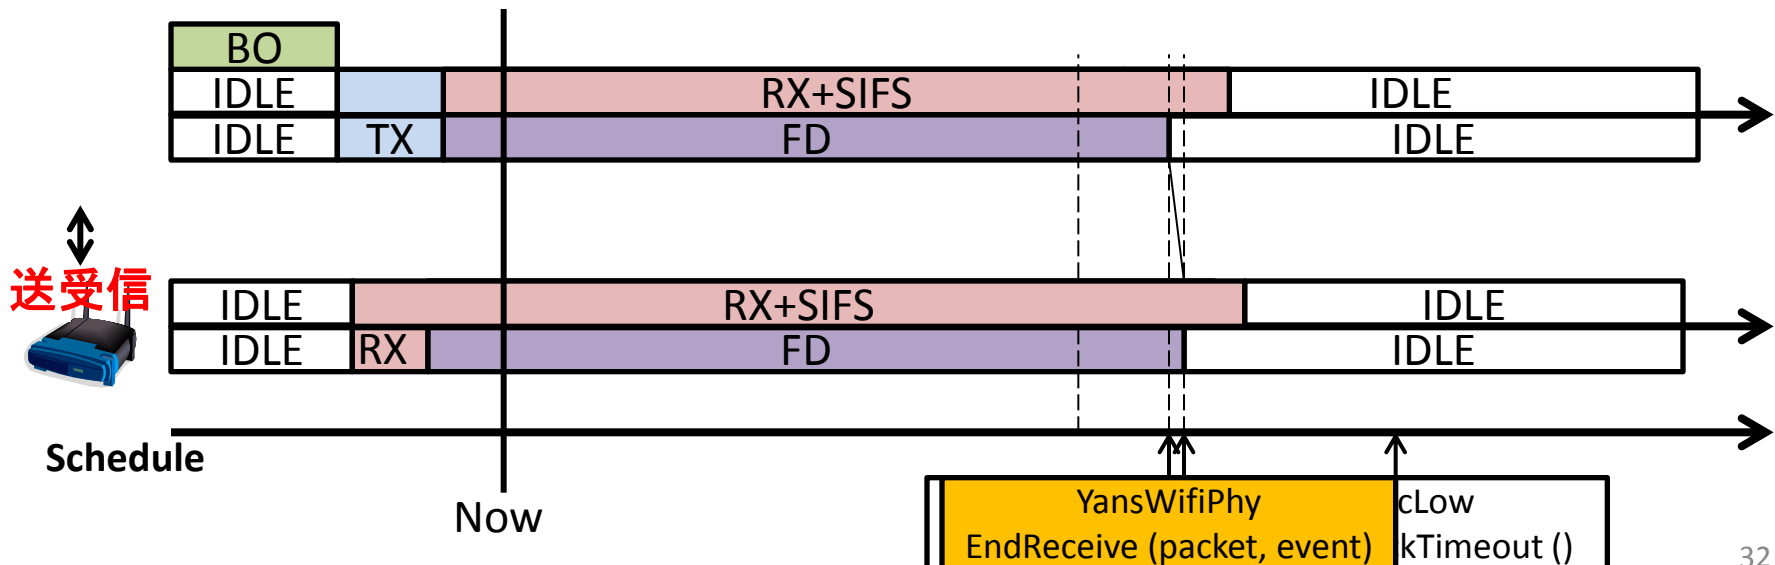 BO
IDLE
RX+SIFS
IDLE
IDLE
TX
FD
IDLE
送受信
IDLE
RX+SIFS
IDLE
IDLE
RX
FD
IDLE
Schedule
Now
YansWifiPhy
cLow
EndReceive (packet, event)
kTimeout ()
32